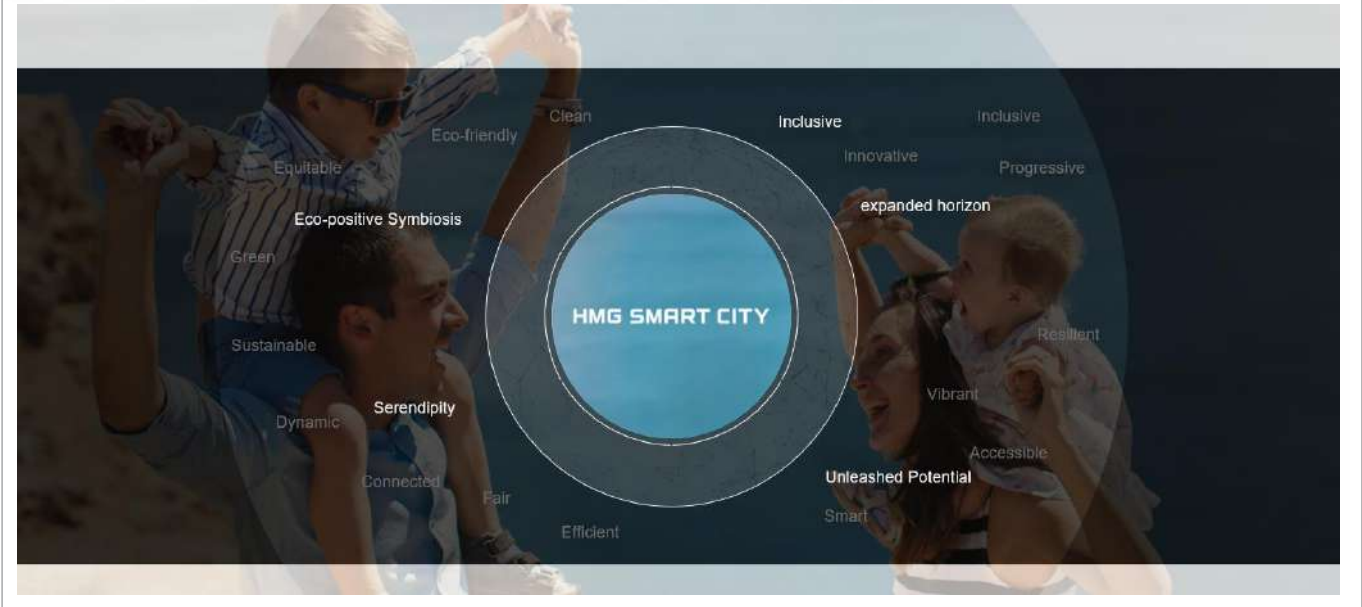 Clean
Inclusive
Inclusive
Eco-friendly
Innovative
Equitable
Progressive
expanded horizon
Eco-positive Symbiosis
Green
HMG SMART CITY
Resilient
Sustainable
Vibrant
Serendipity
Dynamic
Accessible
Unleashed Potential
Connected
Fair
Smart
Efficient